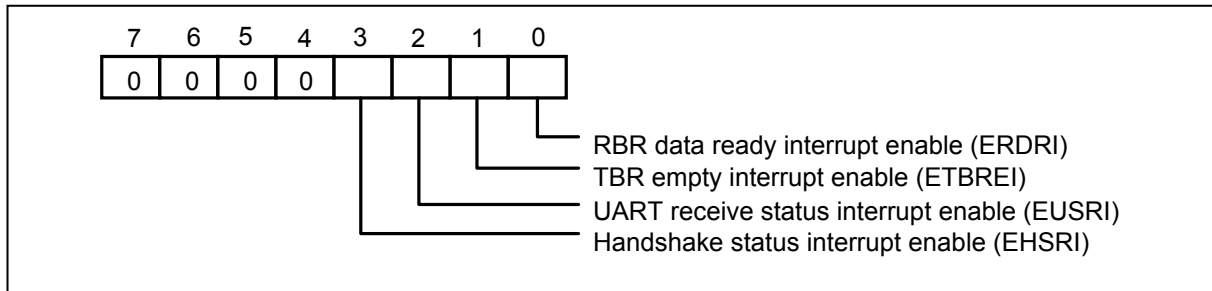 7 6 5 4 3 2 1 0
0 0 0 0
RBR data ready interrupt enable (ERDRI)
TBR empty interrupt enable (ETBREI)
UART receive status interrupt enable (EUSRI)
Handshake status interrupt enable (EHSRI)